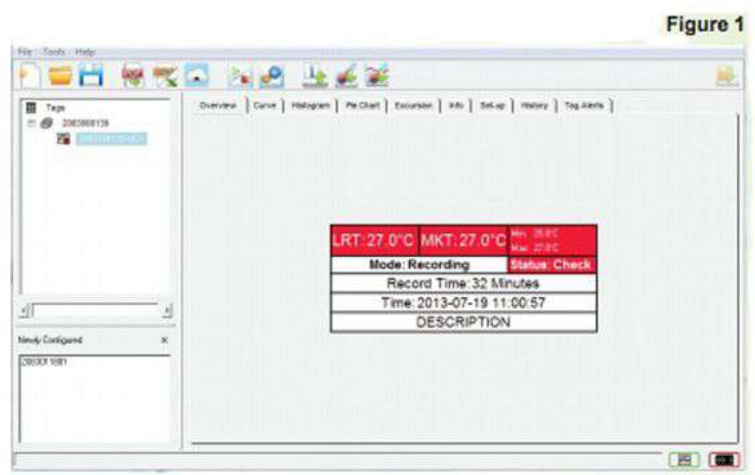 Figure 1
File Tools Help
Overview Curve Histogram Pie Chart Excursion Info Set-up History Tag Alerts
Tags
LRT: 27.0°C MKT: 27.0°C
Mode: Recording Status: Check
Record Time: 32 Minutes
Time: 2013-07-19 11:00:57
DESCRIPTION
Newly Configured